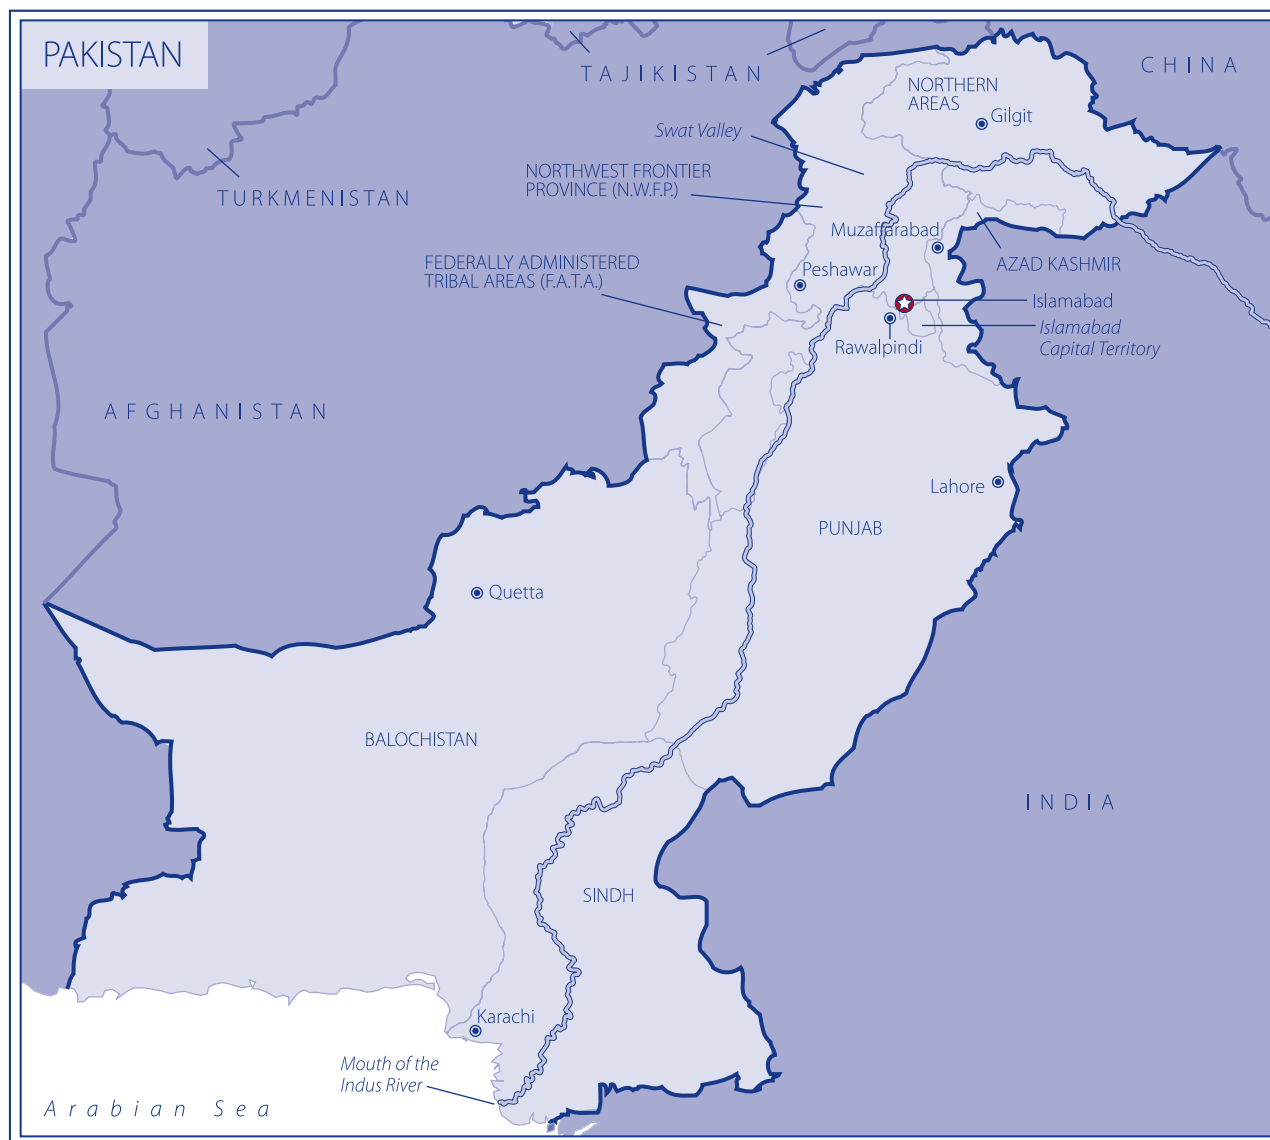 PAKISTAN
TAJIKISTAN
CHINA
NORTHERN
AREAS
Gilgit
Swat Valley
NORTHWEST FRONTIER
PROVINCE (N.W.F.P.)
TURKMENISTAN
Muzaffarabad
FEDERALLY ADMINISTERED
TRIBAL AREAS (F.A.T.A.)
Peshawar
AZAD KASHMIR
Islamabad
Islamabad
Capital Territory
Rawalpindi
AFGHANISTAN
Lahore
PUNJAB
Quetta
BALOCHISTAN
INDIA
SINDH
Karachi
Mouth of the
Indus River
Arabian Sea